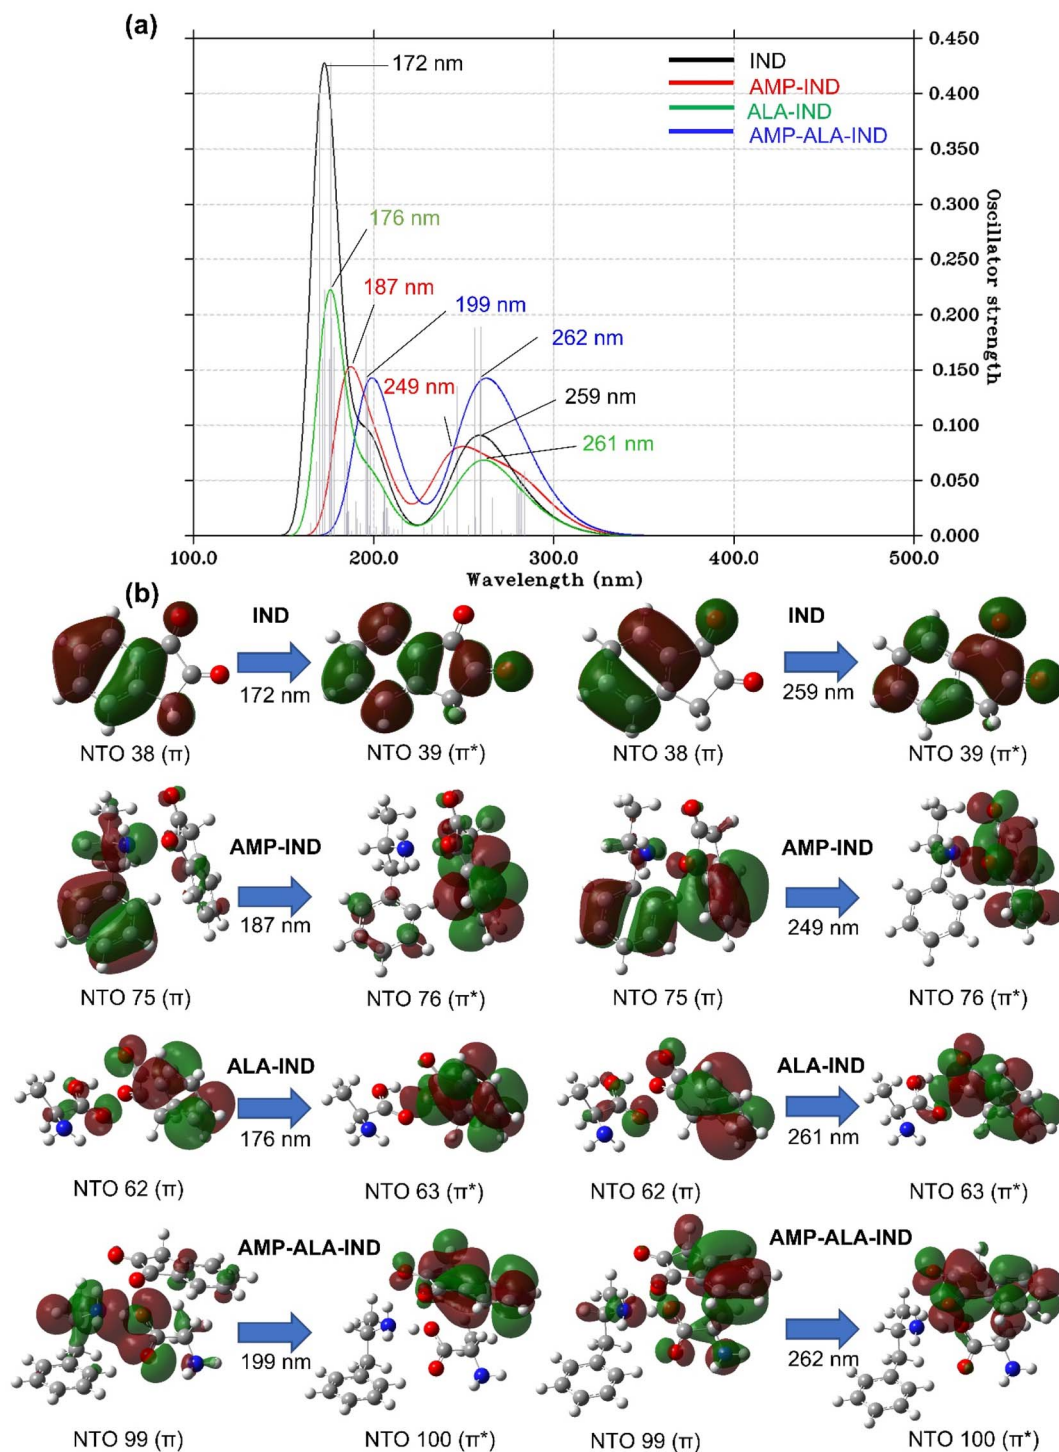 (a)
172 nm
IND
AMP-IND
ALA-IND
AMP-ALA-IND
176 nm
187 nm
199 nm
262 nm
249 nm
259 nm
261 nm
0.450
0.400
0.350
0.300
0.250
0.200
0.150
0.100
0.050
0.000
Oscillator strength
100.0 200.0 300.0 400.0 500.0
Wavelength (nm)
(b)
IND IND
172 nm 259 nm
NTO 38 (π) NTO 39 (π*) NTO 38 (π) NTO 39 (π*)
AMP-IND AMP-IND
187 nm 249 nm
NTO 75 (π) NTO 76 (π*) NTO 75 (π) NTO 76 (π*)
ALA-IND ALA-IND
176 nm 261 nm
NTO 62 (π) NTO 63 (π*) NTO 62 (π) NTO 63 (π*)
AMP-ALA-IND AMP-ALA-IND
199 nm 262 nm
NTO 99 (π) NTO 100 (π*) NTO 99 (π) NTO 100 (π*)